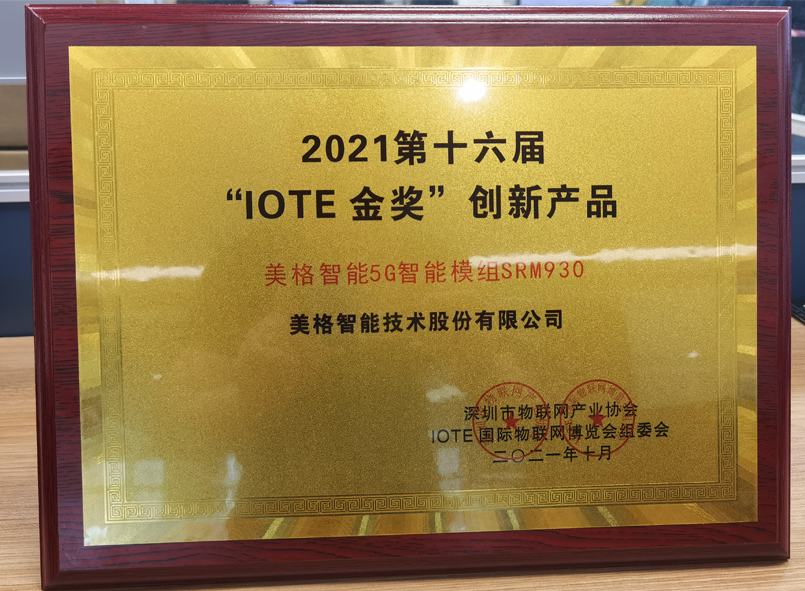 2021第十六届
“IOTE 金奖”创新产品
美格智能5G智能模组SRM930
美格智能技术股份有限公司
深圳市物联网产业协会
IOTE 国际物联网博览会组委会
二〇二一年十月